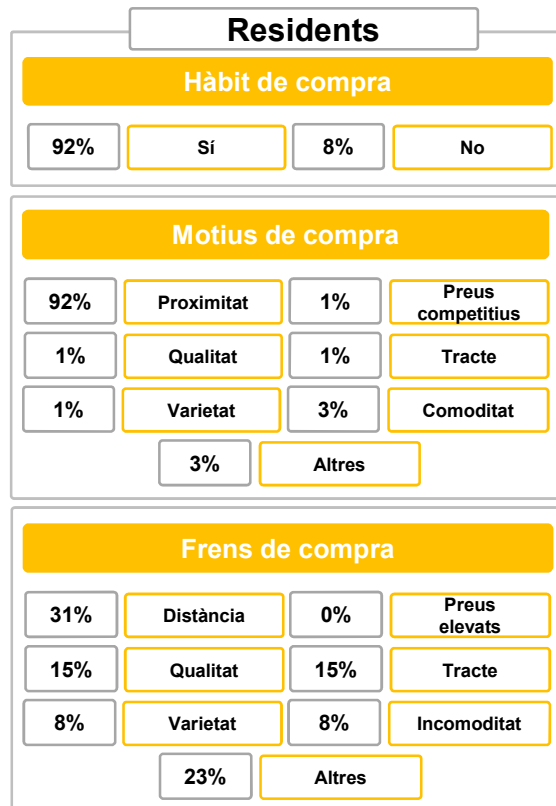 Residents
Hàbit de compra
92% Sí 8% No
Motius de compra
92% Proximitat 1% Preus
competitius
1% Qualitat 1% Tracte
1% Varietat 3% Comoditat
3% Altres
Frens de compra
31% Distància 0% Preus
elevats
15% Qualitat 15% Tracte
8% Varietat 8% Incomoditat
23% Altres